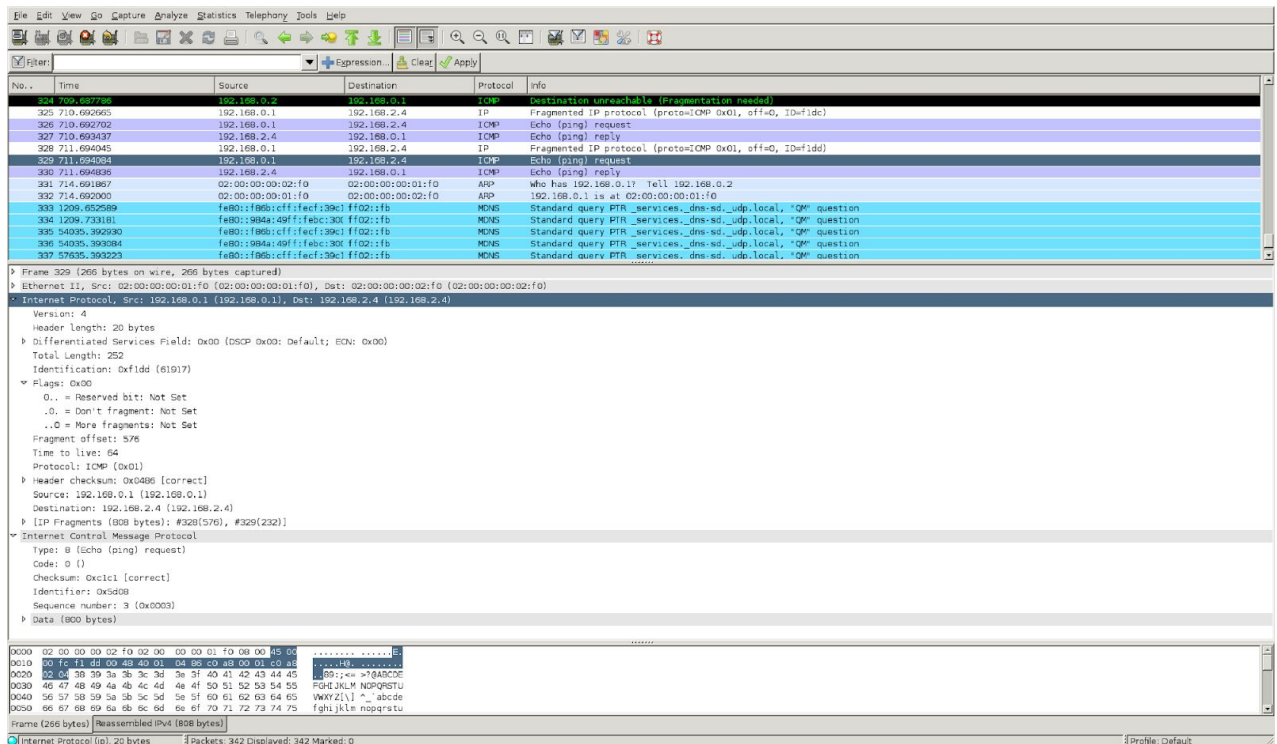 File Edit View Go Capture Analyze Statistics Telephony Tools Help
Filter: Expression... Clear Apply
No. . Time Source Destination Protocol Info
324 709.687786 192.168.0.2 192.168.0.1 ICMP Destination unreachable (Fragmentation needed)
325 710.692665 192.168.0.1 192.168.2.4 IP Fragmented IP protocol (proto=ICMP 0x01, off=0, ID=f1dc)
326 710.692702 192.168.0.1 192.168.2.4 ICMP Echo (ping) request
327 710.693437 192.168.2.4 192.168.0.1 ICMP Echo (ping) reply
328 711.694045 192.168.0.1 192.168.2.4 IP Fragmented IP protocol (proto=ICMP 0x01, off=0, ID=f1dd)
329 711.694084 192.168.0.1 192.168.2.4 ICMP Echo (ping) request
330 711.694836 192.168.2.4 192.168.0.1 ICMP Echo (ping) reply
331 714.691867 02:00:00:00:02:f0 02:00:00:00:01:f0 ARP Who has 192.168.0.1? Tell 192.168.0.2
332 714.692000 02:00:00:00:01:f0 02:00:00:00:02:f0 ARP 192.168.0.1 is at 02:00:00:00:01:f0
333 1209.652589 fe80::f86b:cff:fecf:39c1 ff02::fb MDNS Standard query PTR _services._dns-sd._udp.local, "QM" question
334 1209.733181 fe80::984a:49ff:febc:300 ff02::fb MDNS Standard query PTR _services._dns-sd._udp.local, "QM" question
335 54035.392930 fe80::f86b:cff:fecf:39c1 ff02::fb MDNS Standard query PTR _services._dns-sd._udp.local, "QM" question
336 54035.393084 fe80::984a:49ff:febc:300 ff02::fb MDNS Standard query PTR _services._dns-sd._udp.local, "QM" question
337 57635.393223 fe80::f86b:cff:fecf:39c1 ff02::fb MDNS Standard query PTR _services._dns-sd._udp.local, "QM" question
Frame 329 (266 bytes on wire, 266 bytes captured)
Ethernet II, Src: 02:00:00:00:01:f0 (02:00:00:00:01:f0), Dst: 02:00:00:00:02:f0 (02:00:00:00:02:f0)
Internet Protocol, Src: 192.168.0.1 (192.168.0.1), Dst: 192.168.2.4 (192.168.2.4)
Version: 4
Header length: 20 bytes
Differentiated Services Field: 0x00 (DSCP 0x00: Default; ECN: 0x00)
Total Length: 252
Identification: 0xf1dd (61917)
Flags: 0x00
0.. = Reserved bit: Not Set
.0. = Don't fragment: Not Set
..0 = More fragments: Not Set
Fragment offset: 576
Time to live: 64
Protocol: ICMP (0x01)
Header checksum: 0x0486 [correct]
Source: 192.168.0.1 (192.168.0.1)
Destination: 192.168.2.4 (192.168.2.4)
[IP Fragments (808 bytes): #328(576), #329(232)]
Internet Control Message Protocol
Type: 8 (Echo (ping) request)
Code: 0 ()
Checksum: 0xc1c1 [correct]
Identifier: 0x5d08
Sequence number: 3 (0x0003)
Data (800 bytes)
0000 02 00 00 00 02 f0 02 00 00 00 01 f0 08 00 45 00 ........ ......E.
0010 00 fc f1 dd 00 48 40 01 04 86 c0 a8 00 01 c0 a8 .....H@. ........
0020 02 04 38 39 3a 3b 3c 3d 3e 3f 40 41 42 43 44 45 ..89:;<= >?@ABCDE
0030 46 47 48 49 4a 4b 4c 4d 4e 4f 50 51 52 53 54 55 FGHIJKLM NOPQRSTU
0040 56 57 58 59 5a 5b 5c 5d 5e 5f 60 61 62 63 64 65 VWXYZ[\] ^_`abcde
0050 66 67 68 69 6a 6b 6c 6d 6e 6f 70 71 72 73 74 75 fghijklm nopqrstu
Frame (266 bytes) Reassembled IPv4 (808 bytes)
Internet Protocol (ip), 20 bytes Packets: 342 Displayed: 342 Marked: 0 Profile: Default